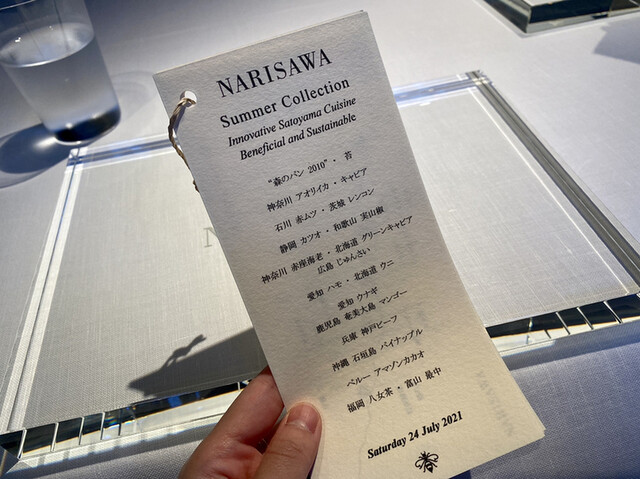 NARISAWA
Summer Collection
Innovative Satoyama Cuisine
Beneficial and Sustainable
“森のパン 2010”・ 苔
神奈川 アオリイカ・キャビア
石川 赤ムツ・茨城 レンコン
静岡 カツオ・和歌山 実山椒
神奈川 赤座海老・北海道 グリーンキャビア
広島 じゅんさい
愛知 ハモ・北海道 ウニ
愛知 ウナギ
鹿児島 奄美大島 マンゴー
兵庫 神戸ビーフ
沖縄 石垣島 パイナップル
ペルー アマゾンカカオ
福岡 八女茶・富山 最中
Saturday 24 July 2021